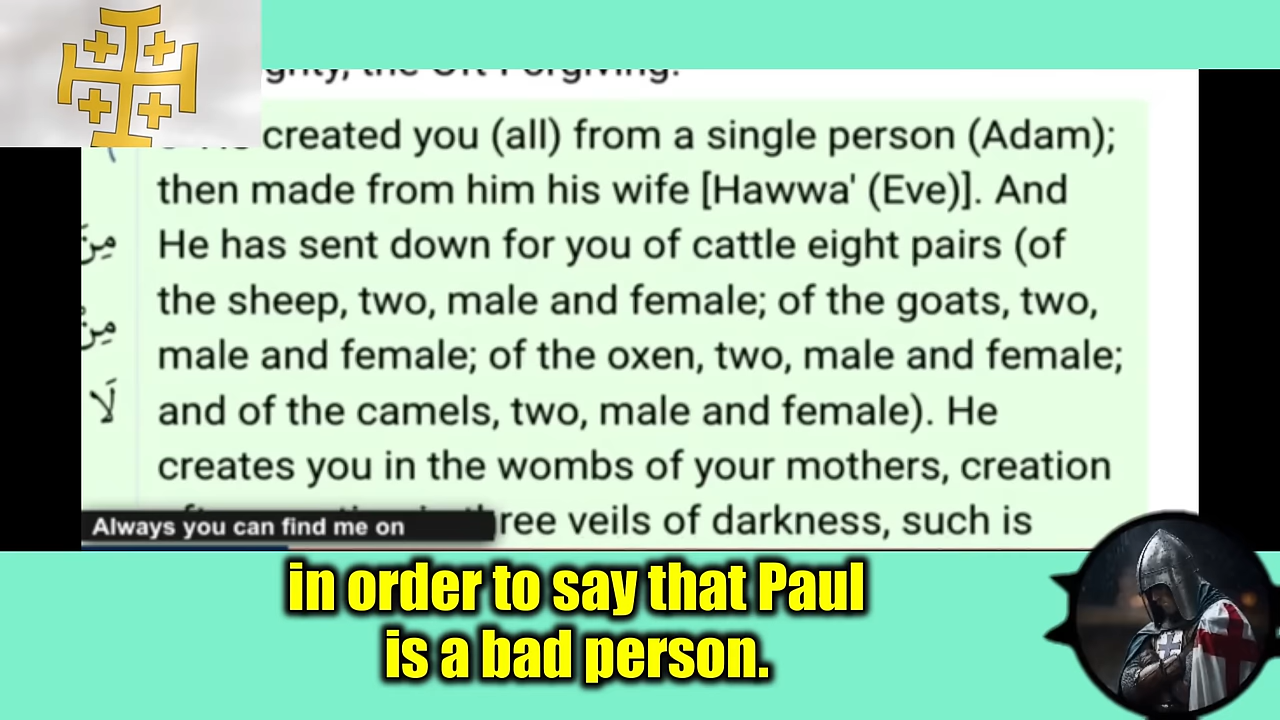 the Oft-Forgiving.
created you (all) from a single person (Adam);
then made from him his wife [Hawwa' (Eve)]. And
مِنَ
He has sent down for you of cattle eight pairs (of
the sheep, two, male and female; of the goats, two,
مِنْ
male and female; of the oxen, two, male and female;
لَا
and of the camels, two, male and female). He
creates you in the wombs of your mothers, creation
three veils of darkness, such is
Always you can find me on
in order to say that Paul
is a bad person.